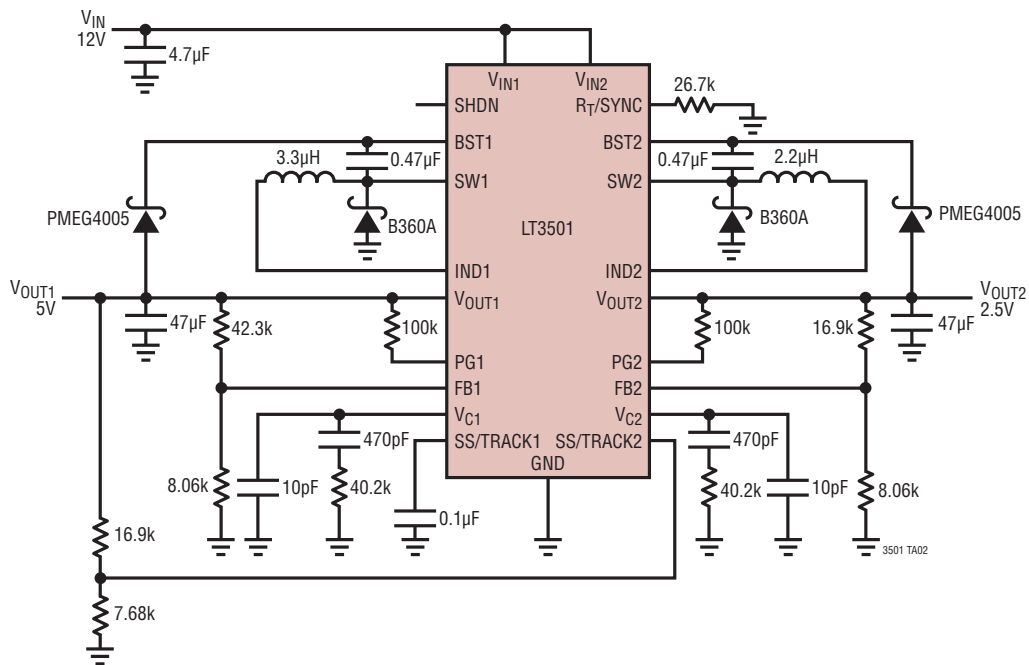 VIN
12V
4.7µF
VIN1
VIN2
SHDN
RT/SYNC
26.7k
BST1
BST2
3.3µH
0.47µF
0.47µF
2.2µH
SW1
SW2
PMEG4005
B360A
LT3501
B360A
PMEG4005
IND1
IND2
VOUT1
5V
VOUT1
VOUT2
VOUT2
2.5V
47µF
42.3k
100k
100k
16.9k
47µF
PG1
PG2
FB1
FB2
VC1
VC2
470pF
SS/TRACK1
SS/TRACK2
470pF
GND
8.06k
10pF
40.2k
40.2k
10pF
8.06k
0.1µF
16.9k
3501 TA02
7.68k